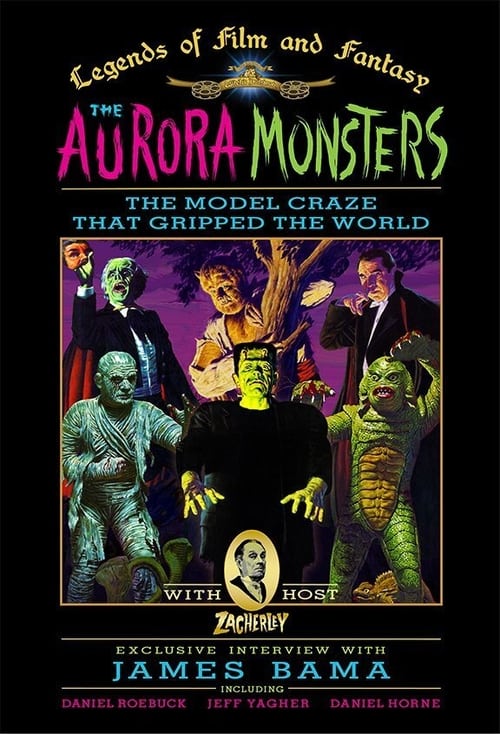 Legends of Film and Fantasy
THE
AURORA MONSTERS
THE MODEL CRAZE
THAT GRIPPED THE WORLD
WITH HOST
ZACHERLEY
EXCLUSIVE INTERVIEW WITH
JAMES BAMA
INCLUDING
DANIEL ROEBUCK JEFF YAGHER DANIEL HORNE